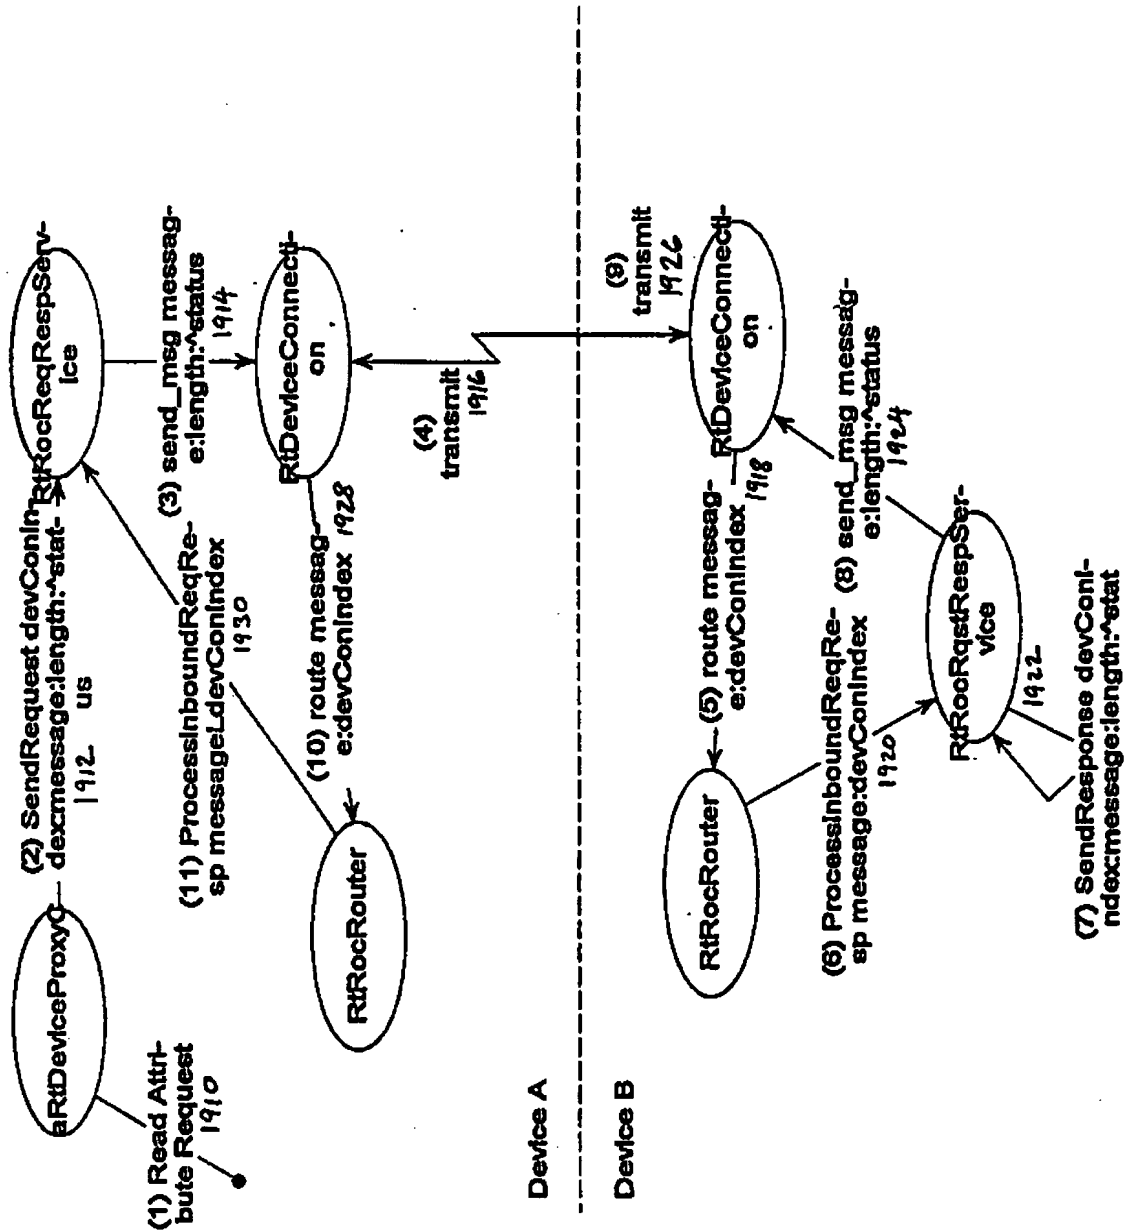 (1) Read Attri-
bute Request
1910
aRtDeviceProxyC
(2) SendRequest devConIn-
dex:message:length:^stat-
us
1912
RtRocReqRespServ-
ice
(3) send_msg messag-
e:length:^status
1914
RtDeviceConnecti-
on
(4)
transmit
1916
(11) ProcessInboundReqRe-
sp messageLdevConIndex
1930
(10) route messag-
e:devConIndex 1928
RtRocRouter
Device A
Device B
(9)
transmit
1926
RtDeviceConnecti-
on
(5) route messag-
e:devConIndex
1918
RtRocRouter
(6) ProcessInboundReqRe-
sp message:devConIndex
1920
(8) send_msg messag-
e:length:^status
1924
RtRocRqstRespSer-
vice
1922
(7) SendResponse devConI-
ndex:message:length:^stat